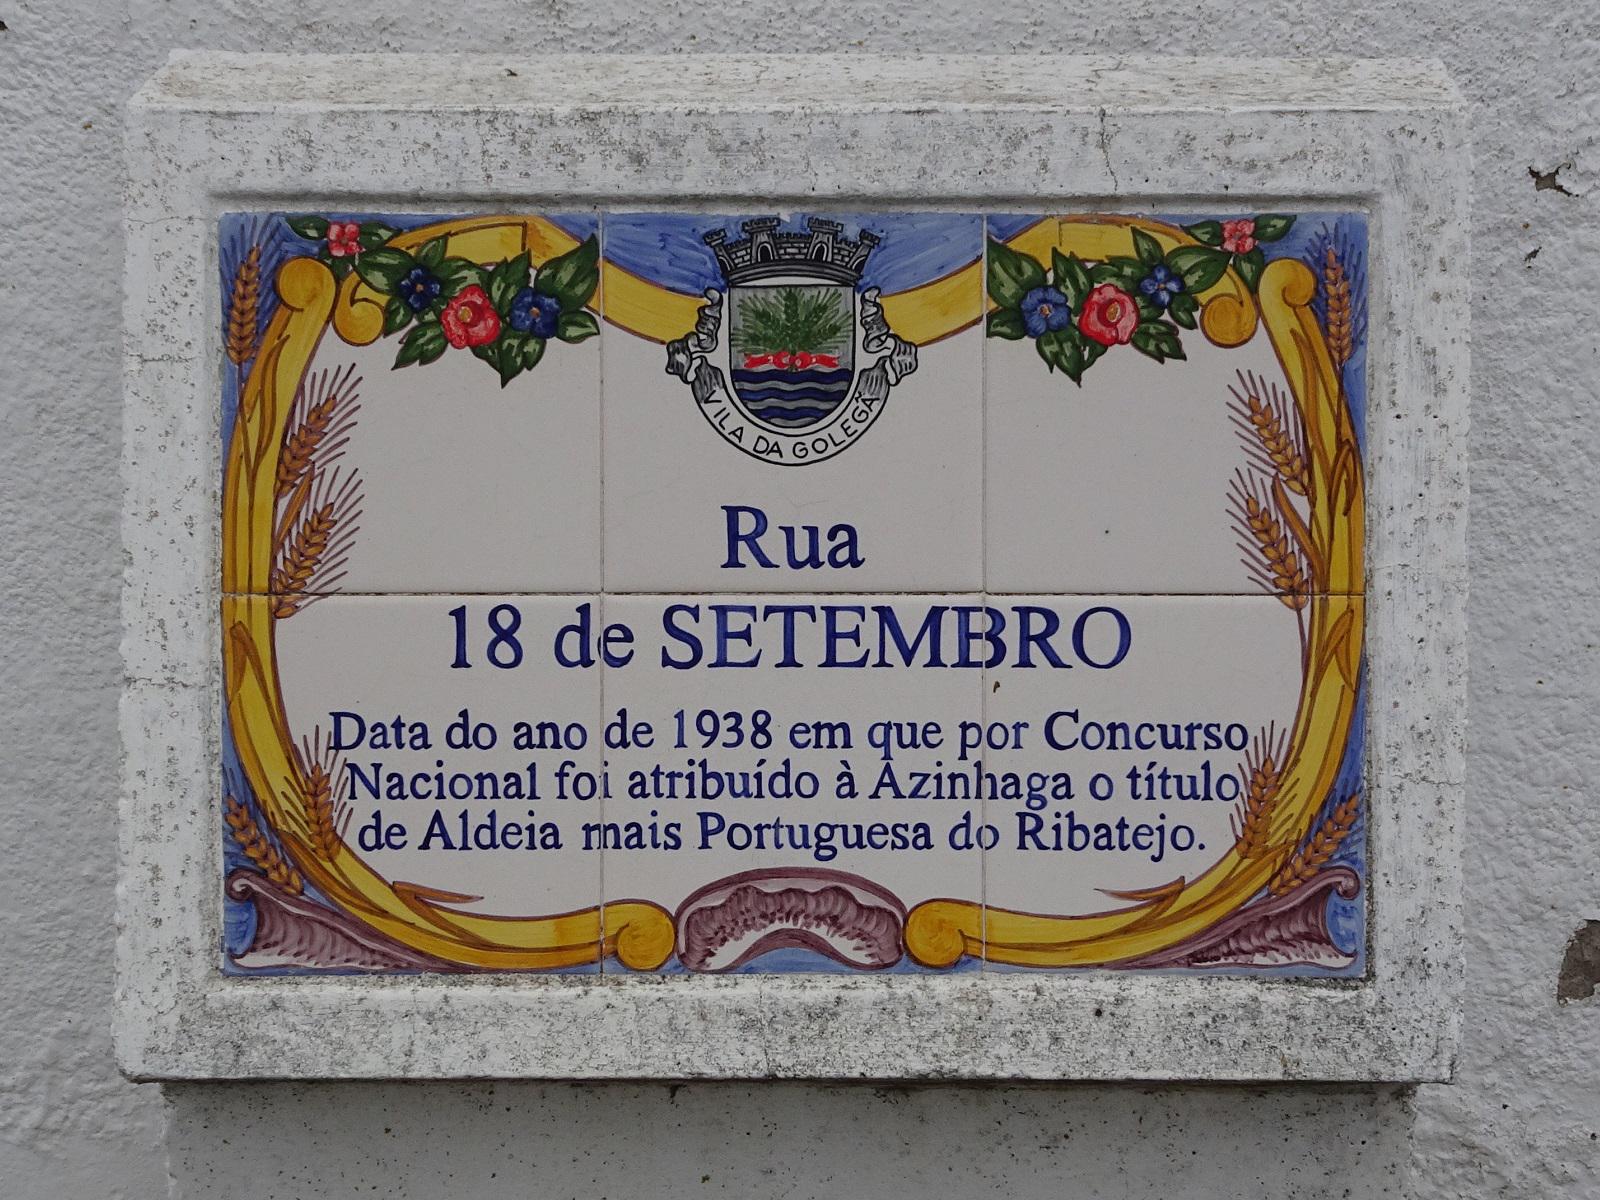 VILA DA GOLEGÃ
Rua
18 de SETEMBRO
Data do ano de 1938 em que por Concurso
Nacional foi atribuído à Azinhaga o título
de Aldeia mais Portuguesa do Ribatejo.